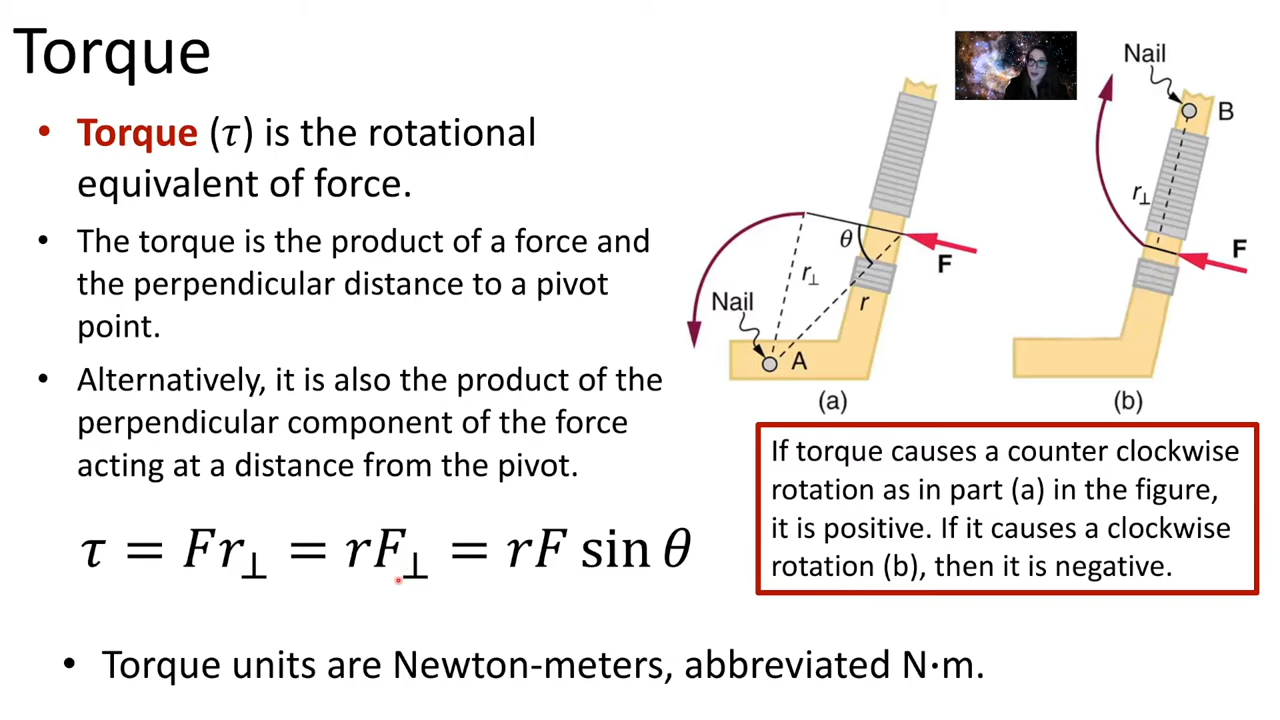 Torque
• Torque (τ) is the rotational
equivalent of force.
• The torque is the product of a force and
the perpendicular distance to a pivot
point.
• Alternatively, it is also the product of the
perpendicular component of the force
acting at a distance from the pivot.
τ = Fr⊥ = rF⊥ = rF sin θ
• Torque units are Newton-meters, abbreviated N·m.
θ
F
r⊥
r
Nail
A
(a)
Nail
B
r⊥
F
(b)
If torque causes a counter clockwise
rotation as in part (a) in the figure,
it is positive. If it causes a clockwise
rotation (b), then it is negative.